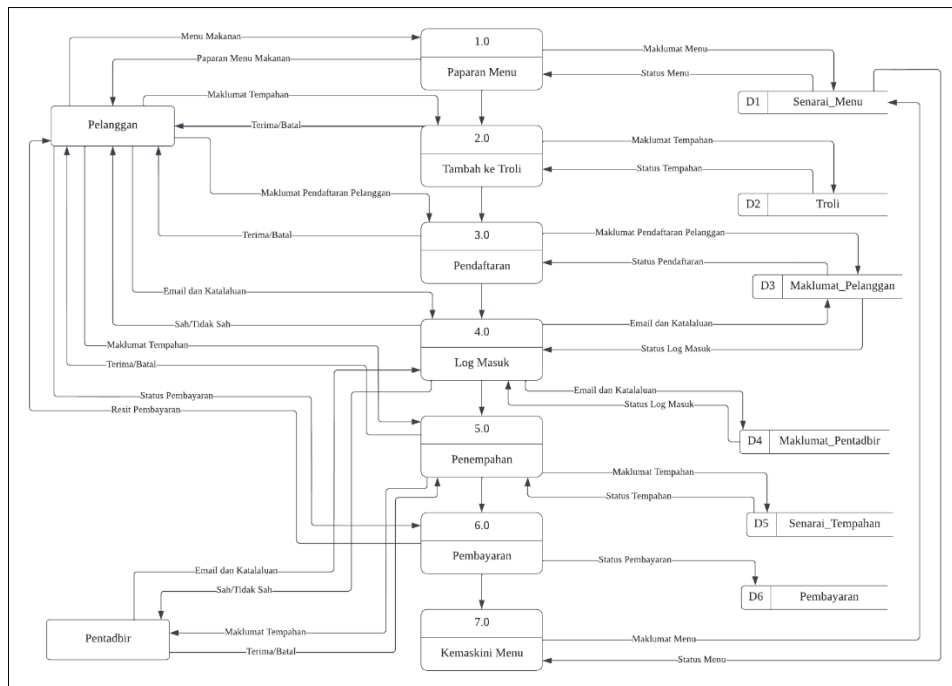 Menu Makanan
1.0
Paparan Menu
Maklumat Menu
Paparan Menu Makanan
Status Menu
Maklumat Tempahan
D1 Senarai_Menu
Pelanggan
Terima/Batal
2.0
Tambah ke Troli
Maklumat Tempahan
Status Tempahan
Maklumat Pendaftaran Pelanggan
D2 Troli
Terima/Batal
3.0
Pendaftaran
Maklumat Pendaftaran Pelanggan
Status Pendaftaran
D3 Maklumat_Pelanggan
Email dan Katalaluan
Sah/Tidak Sah
4.0
Log Masuk
Email dan Katalaluan
Status Log Masuk
Maklumat Tempahan
Terima/Batal
Email dan Katalaluan
Status Log Masuk
Status Pembayaran
Resit Pembayaran
5.0
Penempahan
D4 Maklumat_Pentadbir
Maklumat Tempahan
Status Tempahan
D5 Senarai_Tempahan
6.0
Pembayaran
Status Pembayaran
Email dan Katalaluan
Sah/Tidak Sah
D6 Pembayaran
Pentadbir
Maklumat Tempahan
Terima/Batal
7.0
Kemaskini Menu
Maklumat Menu
Status Menu